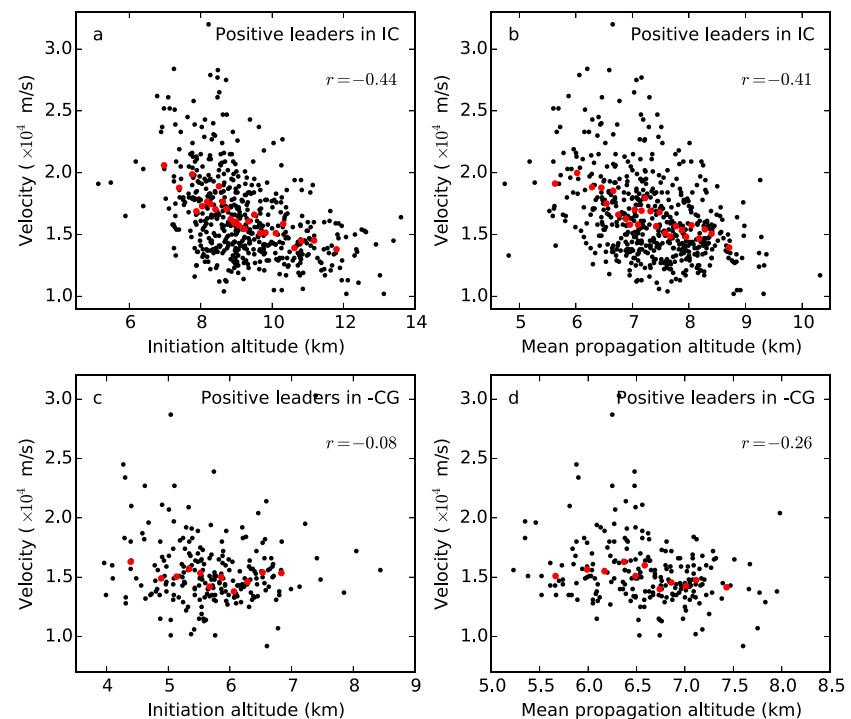 a
Positive leaders in IC
r = −0.44
3.0
2.5
2.0
1.5
1.0
Velocity ( ×10⁴ m/s)
6 8 10 12 14
Initiation altitude (km)
b
Positive leaders in IC
r = −0.41
3.0
2.5
2.0
1.5
1.0
Velocity ( ×10⁴ m/s)
5 6 7 8 9 10
Mean propagation altitude (km)
c
Positive leaders in -CG
r = −0.08
3.0
2.5
2.0
1.5
1.0
Velocity ( ×10⁴ m/s)
4 5 6 7 8 9
Initiation altitude (km)
d
Positive leaders in -CG
r = −0.26
3.0
2.5
2.0
1.5
1.0
Velocity ( ×10⁴ m/s)
5.0 5.5 6.0 6.5 7.0 7.5 8.0 8.5
Mean propagation altitude (km)